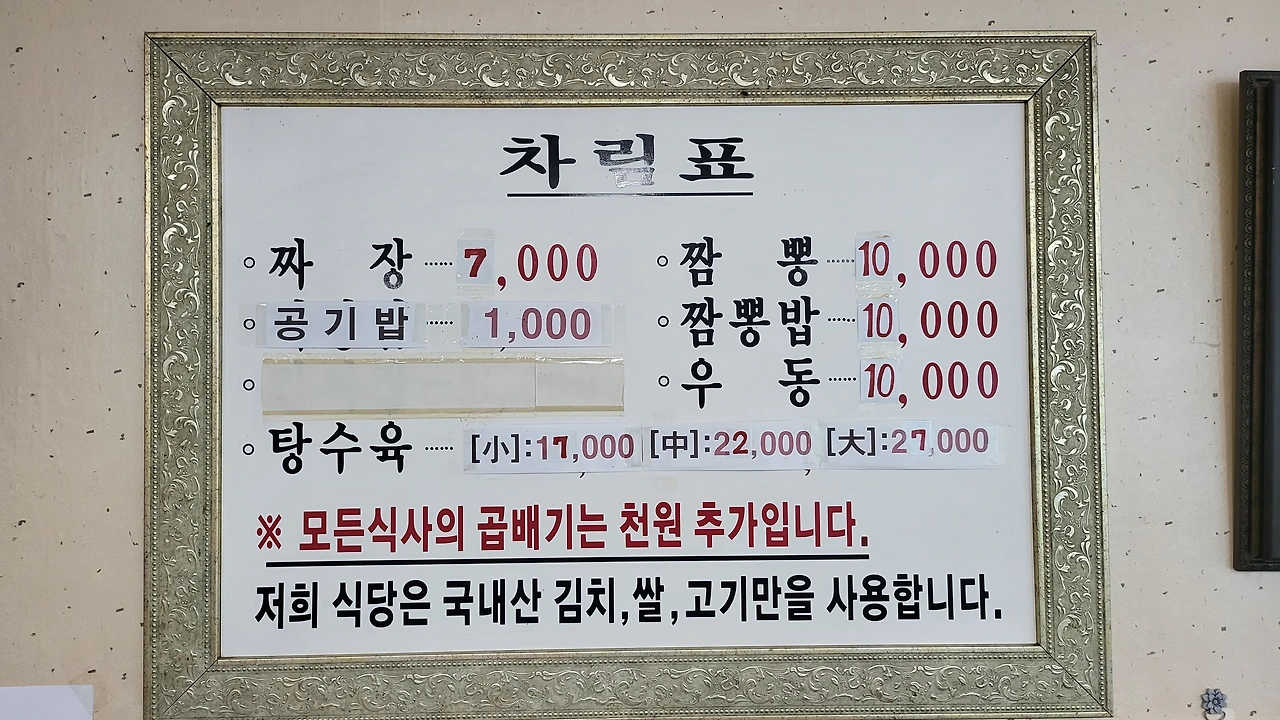 차림표
○ 짜 장 ······ 7,000
○ 짬 뽕 ······ 10,000
○ 공기밥 ······ 1,000
○ 짬뽕밥 ······ 10,000
○
○ 우 동 ······ 10,000
○ 탕수육 ······ [小]:17,000 [中]:22,000 [大]:27,000
※ 모든식사의 곱배기는 천원 추가입니다.
저희 식당은 국내산 김치,쌀,고기만을 사용합니다.